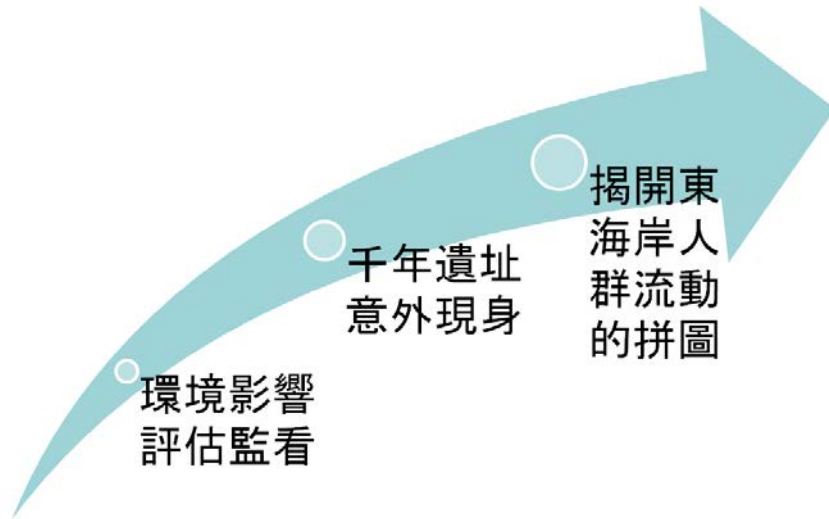 環境影響
評估監看
千年遺址
意外現身
揭開東
海岸人
群流動
的拼圖